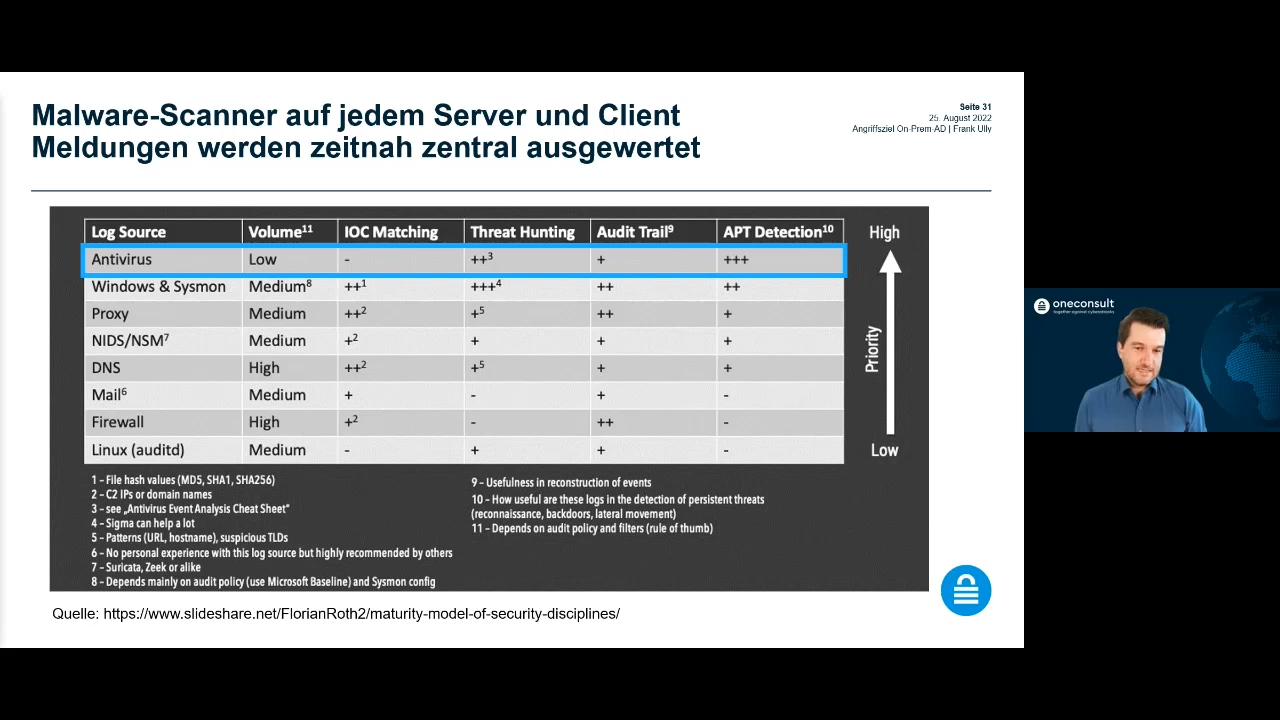 Malware-Scanner auf jedem Server und Client
Meldungen werden zeitnah zentral ausgewertet
Seite 31
25. August 2022
Angriffsziel On-Prem-AD | Frank Ully
Log Source Volume¹¹ IOC Matching Threat Hunting Audit Trail⁹ APT Detection¹⁰
Antivirus Low - ++³ + +++
Windows & Sysmon Medium⁸ ++¹ +++⁴ ++ ++
Proxy Medium ++² +⁵ ++ +
NIDS/NSM⁷ Medium +² + + +
DNS High ++² +⁵ + +
Mail⁶ Medium + - + -
Firewall High +² - ++ -
Linux (auditd) Medium - + + -
High
Priority
Low
1 – File hash values (MD5, SHA1, SHA256)
2 – C2 IPs or domain names
3 – see „Antivirus Event Analysis Cheat Sheet“
4 – Sigma can help a lot
5 – Patterns (URL, hostname), suspicious TLDs
6 – No personal experience with this log source but highly recommended by others
7 – Suricata, Zeek or alike
8 – Depends mainly on audit policy (use Microsoft Baseline) and Sysmon config
9 – Usefulness in reconstruction of events
10 – How useful are these logs in the detection of persistent threats
(reconnaissance, backdoors, lateral movement)
11 – Depends on audit policy and filters (rule of thumb)
Quelle: https://www.slideshare.net/FlorianRoth2/maturity-model-of-security-disciplines/
oneconsult
together against cyberattacks